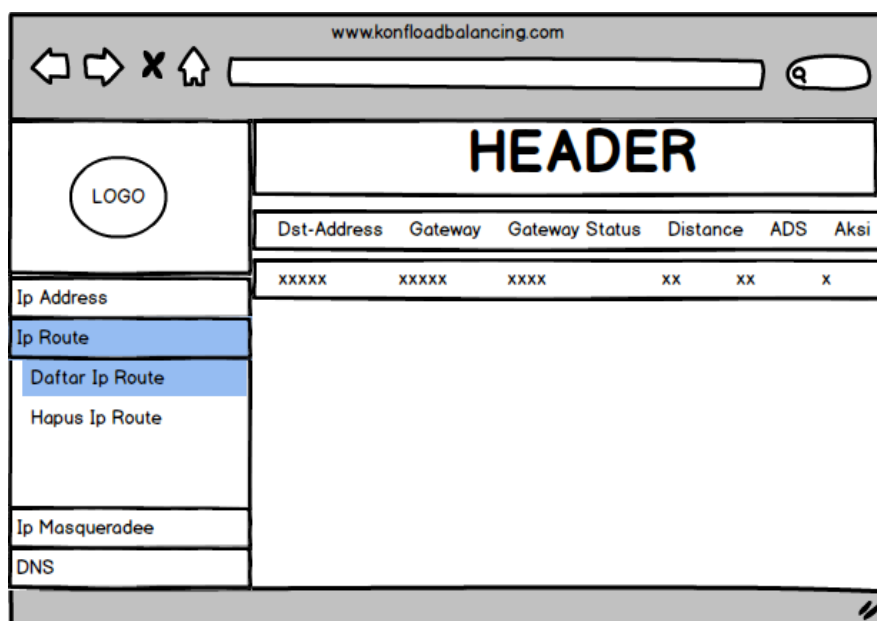 www.konfloadbalancing.com
HEADER
LOGO
Dst-Address Gateway Gateway Status Distance ADS Aksi
xxxxx xxxxx xxxx xx xx x
Ip Address
Ip Route
Daftar Ip Route
Hapus Ip Route
Ip Masqueradee
DNS